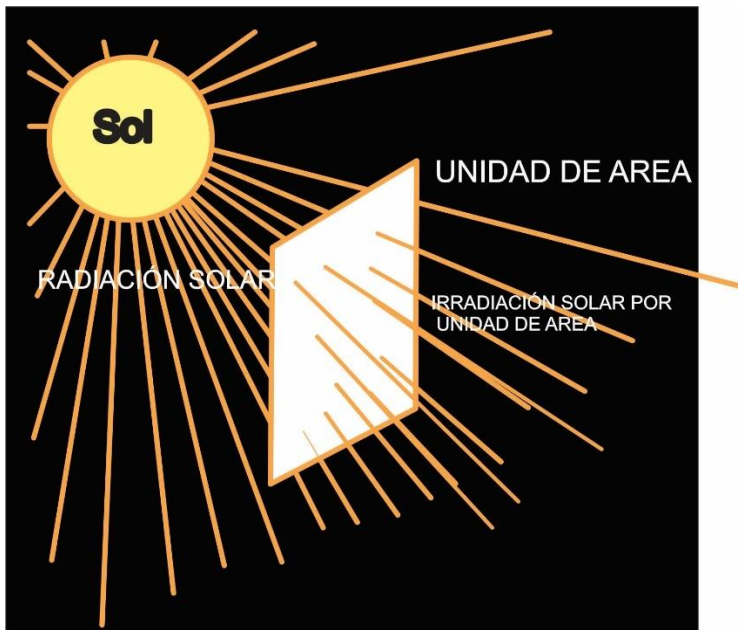 Sol
UNIDAD DE AREA
RADIACIÓN SOLAR
IRRADIACIÓN SOLAR POR
UNIDAD DE AREA